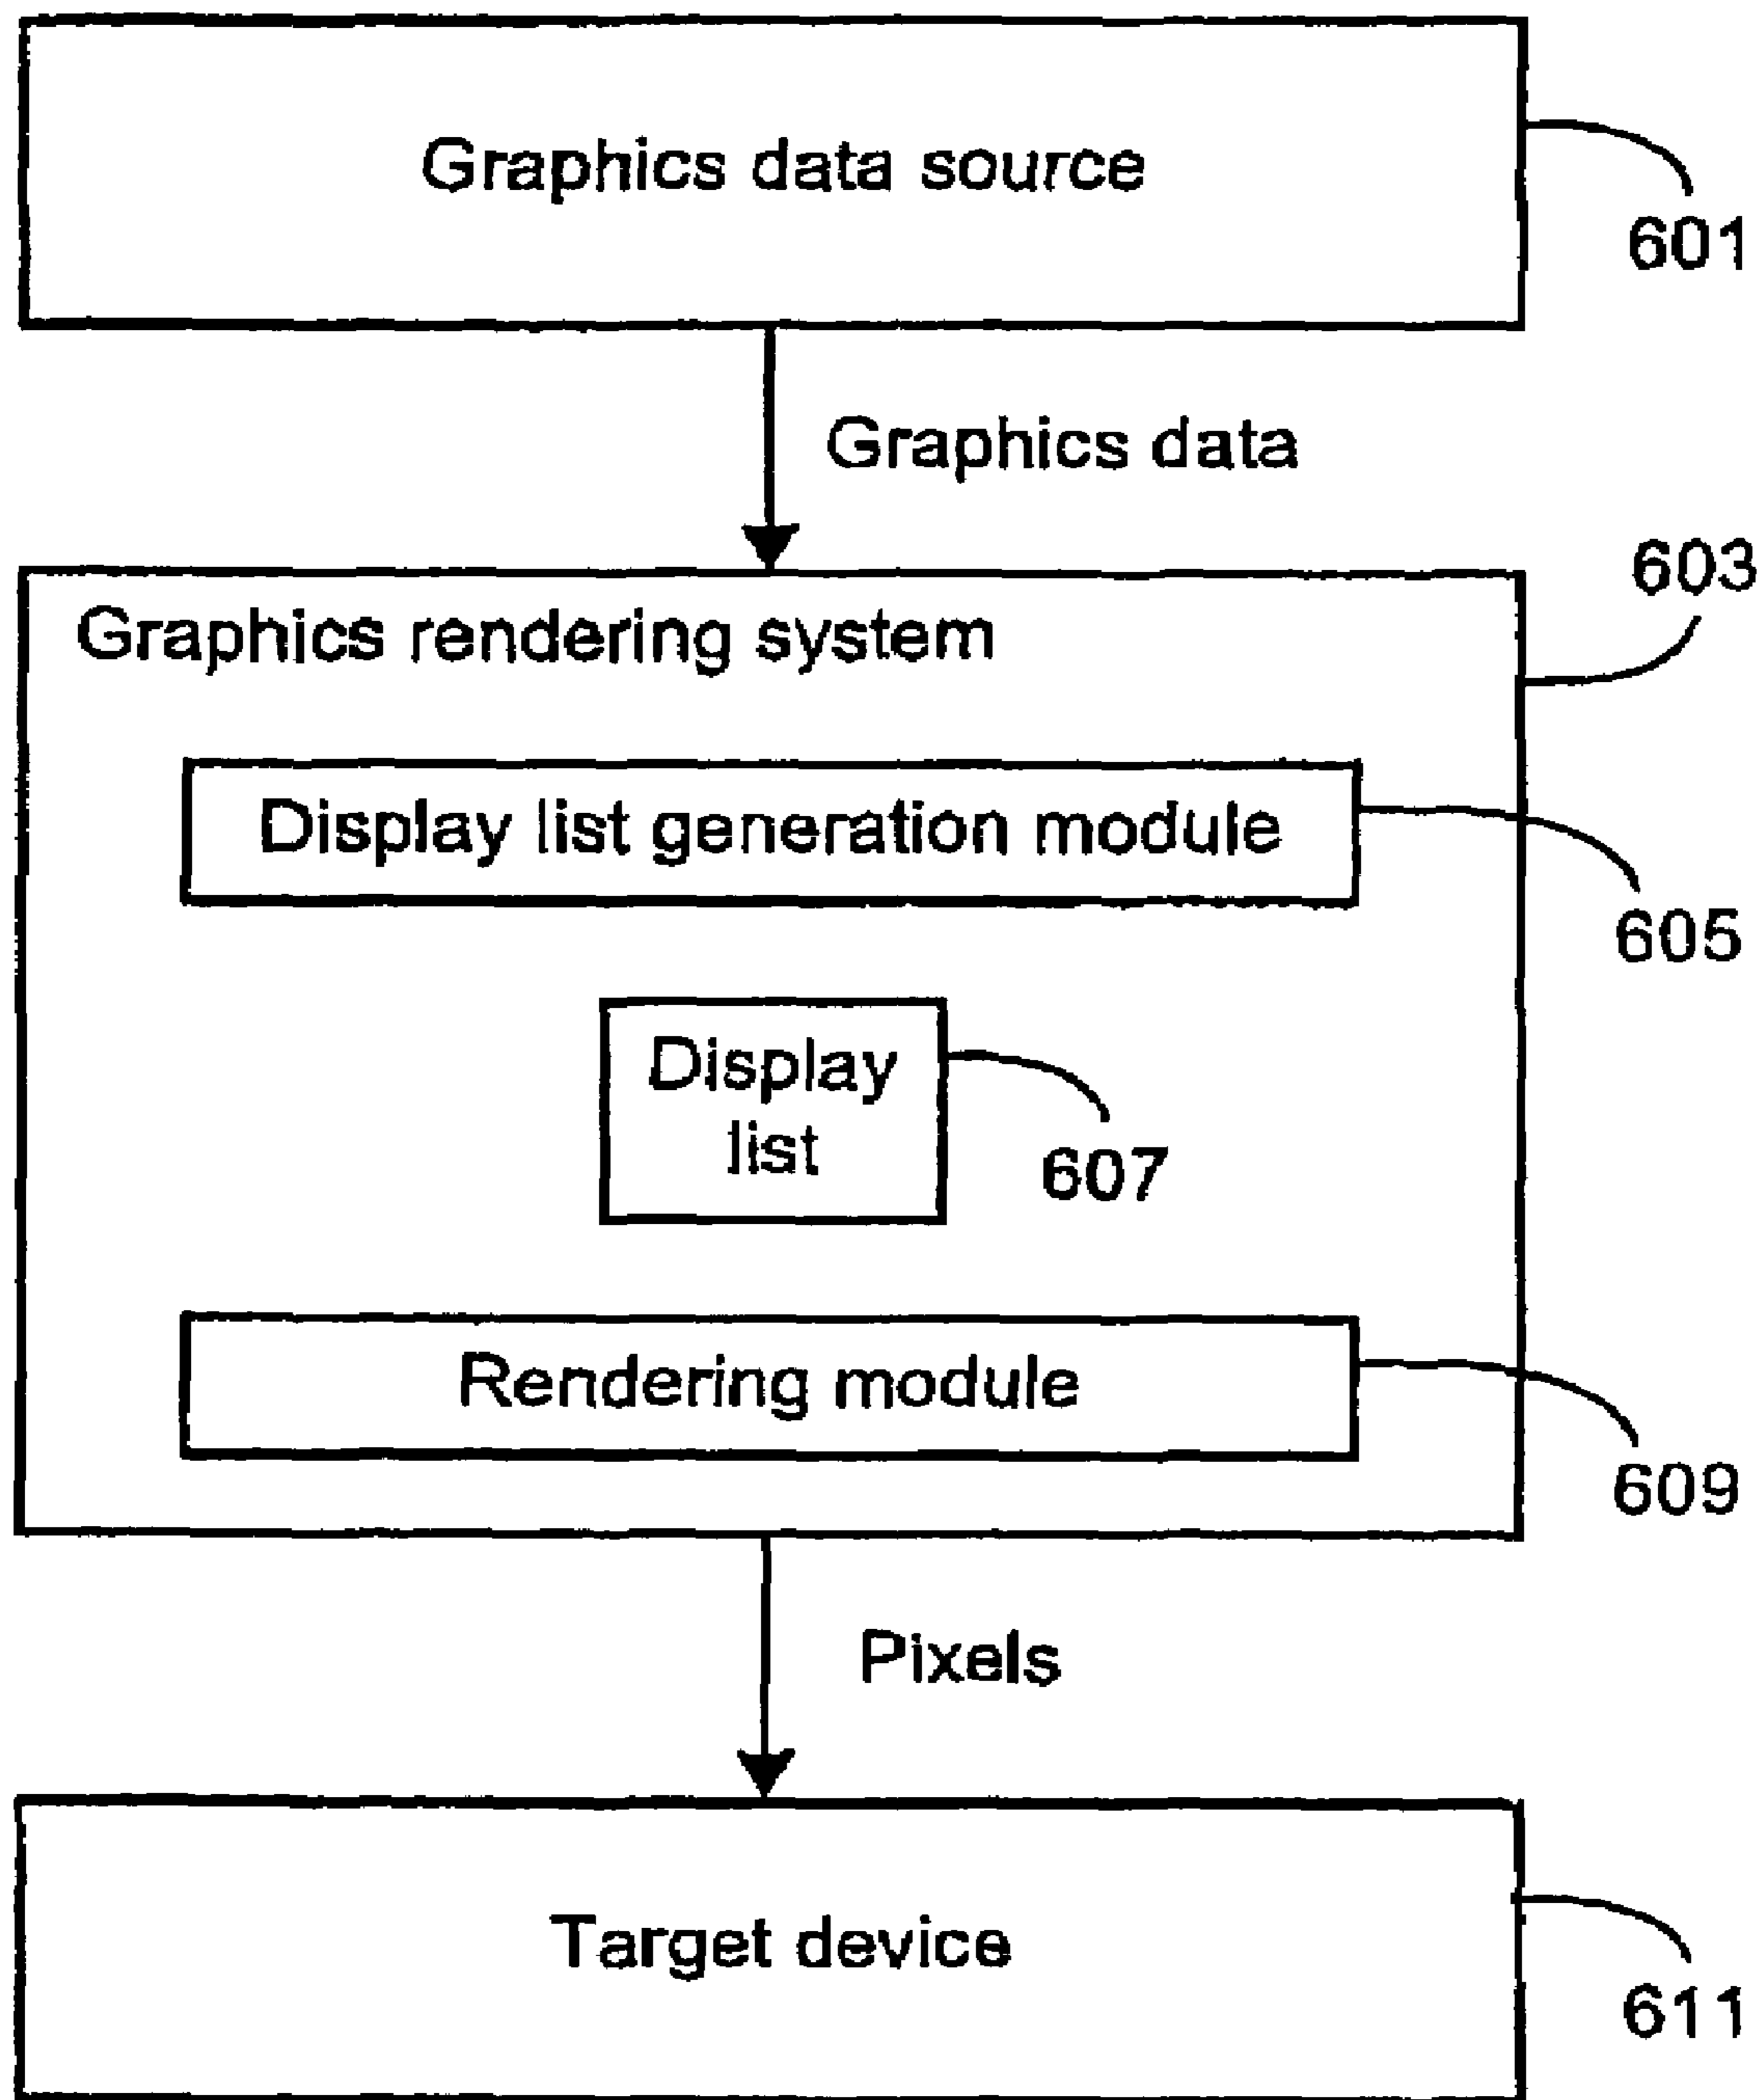 Graphics data source
601
Graphics data
603
Graphics rendering system
Display list generation module
605
Display
list
607
Rendering module
609
Pixels
Target device
611